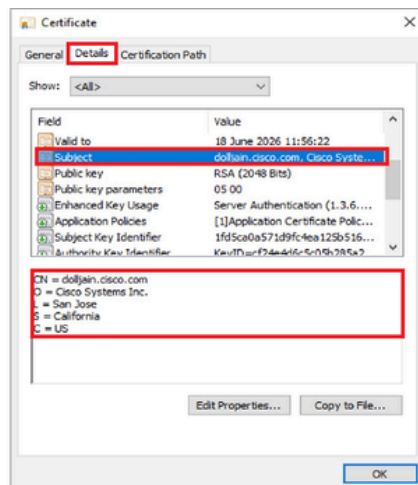 Certificate
General Details Certification Path
Show: <All>
Field Value
Valid to 18 June 2026 11:56:22
Subject dolljain.cisco.com, Cisco Syste...
Public key RSA (2048 Bits)
Public key parameters 05 00
Enhanced Key Usage Server Authentication (1.3.6....
Application Policies [1]Application Certificate Polic...
Subject Key Identifier 1fd5ca0a571d9fc4ea125b516...
Authority Key Identifier
CN = dolljain.cisco.com
O = Cisco Systems Inc.
L = San Jose
S = California
C = US
Edit Properties... Copy to File...
OK